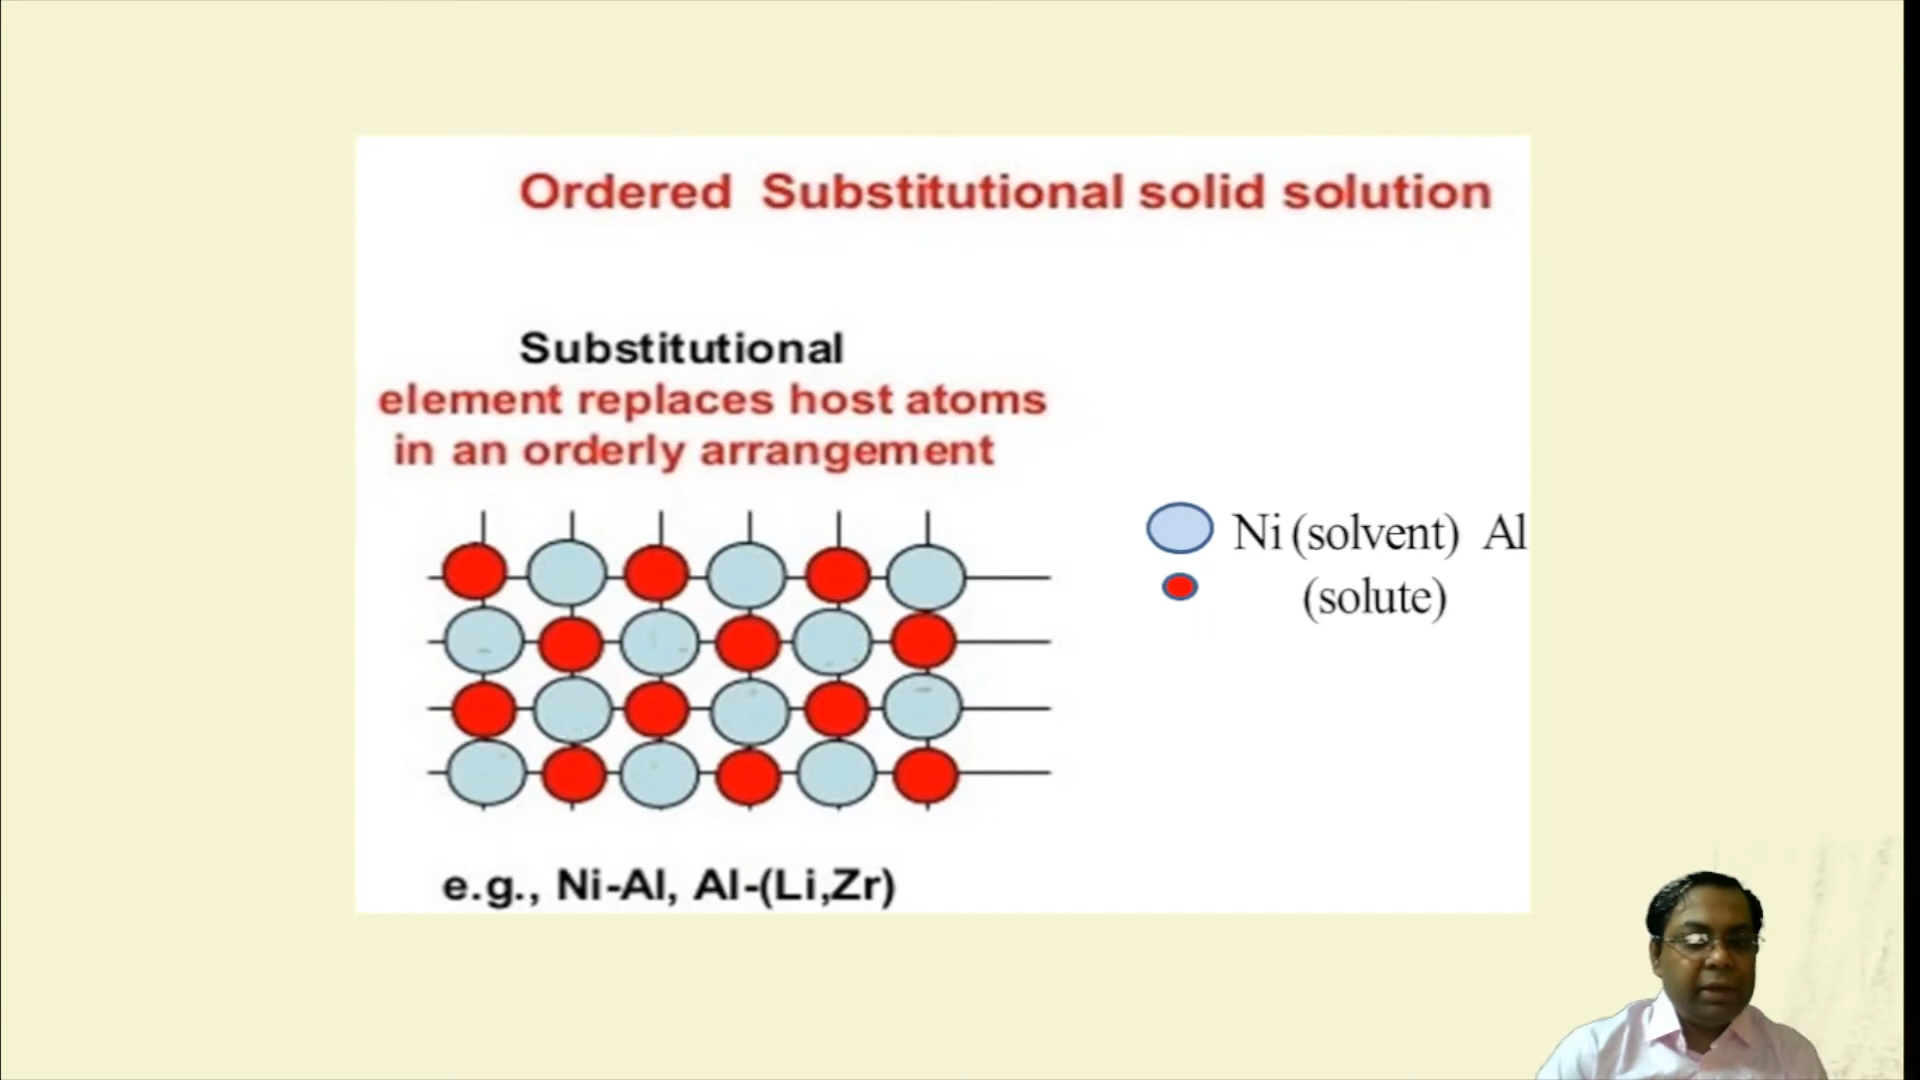 Ordered Substitutional solid solution
Substitutional
element replaces host atoms
in an orderly arrangement
Ni (solvent) Al
(solute)
e.g., Ni-Al, Al-(Li,Zr)